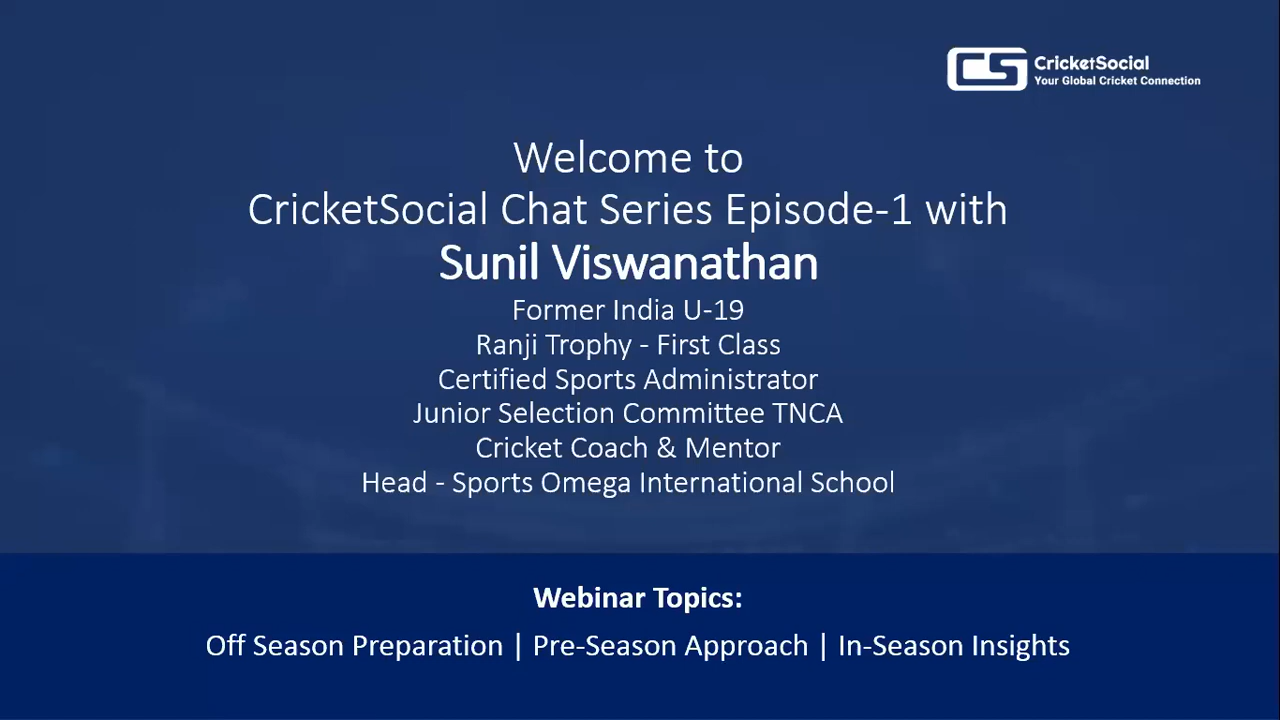 CS CricketSocial
Your Global Cricket Connection
Welcome to
CricketSocial Chat Series Episode-1 with
Sunil Viswanathan
Former India U-19
Ranji Trophy - First Class
Certified Sports Administrator
Junior Selection Committee TNCA
Cricket Coach & Mentor
Head - Sports Omega International School
Webinar Topics:
Off Season Preparation | Pre-Season Approach | In-Season Insights